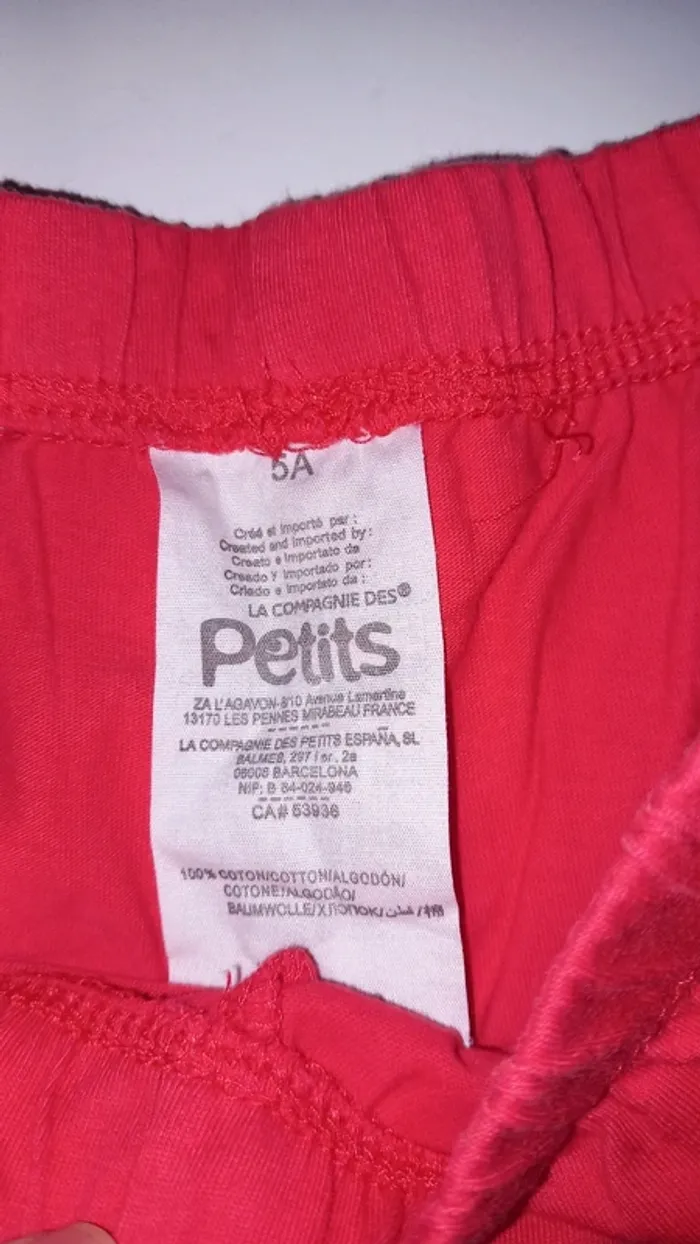 5A
Créé et importé par :
Created and imported by:
Creato e importato da
Creado y importado por:
Criado e importado da :
LA COMPAGNIE DES®
Petits
ZA L'AGAVON-810 Avenue Lamartine
13170 LES PENNES MIRABEAU FRANCE
LA COMPAGNIE DES PETITS ESPAÑA, SL
BALMES, 297 1er, 2a
08006 BARCELONA
NIF: B 64-024-946
CA# 53936
100% COTON/COTTON/ALGODÓN/
COTONE/ALGODÃO/
BAUMWOLLE/ХЛОПОК/قطن/